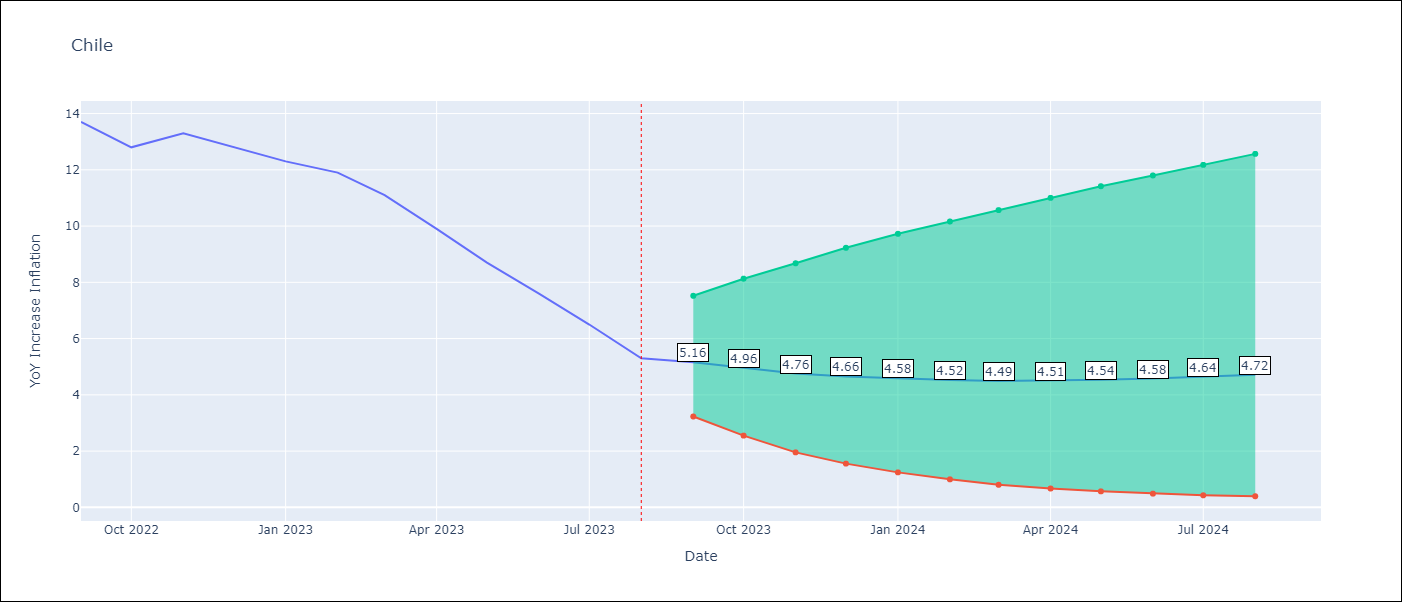 Chile
14
12
10
8
6
4
2
0
YoY Increase Inflation
5.16
4.96
4.76
4.66
4.58
4.52
4.49
4.51
4.54
4.58
4.64
4.72
Oct 2022
Jan 2023
Apr 2023
Jul 2023
Oct 2023
Jan 2024
Apr 2024
Jul 2024
Date